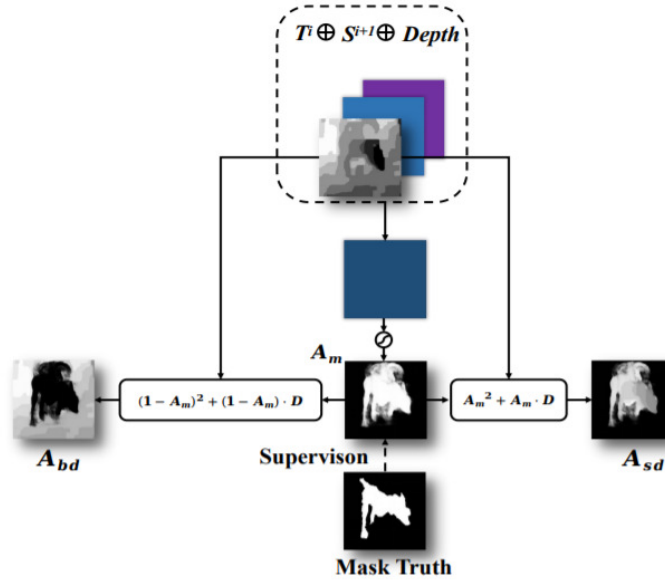 Tⁱ ⊕ Sⁱ⁺¹ ⊕ Depth
Aₘ
(1 − Aₘ)² + (1 − Aₘ) · D
Aₘ² + Aₘ · D
A_bd
Supervison
A_sd
Mask Truth